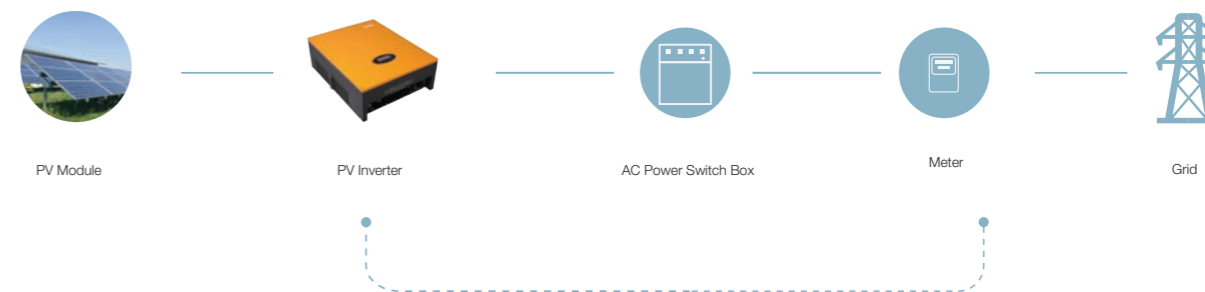 PV Module
PV Inverter
AC Power Switch Box
Meter
Grid